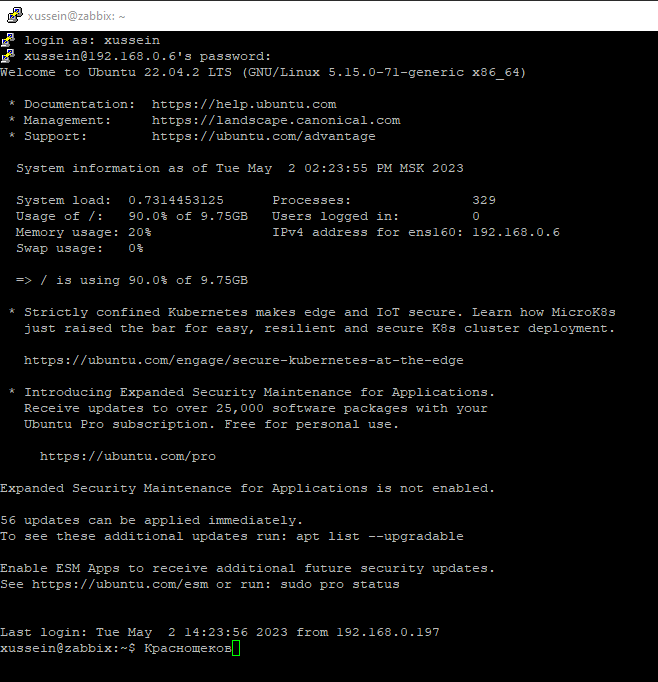 xussein@zabbix: ~
login as: xussein
xussein@192.168.0.6's password:
Welcome to Ubuntu 22.04.2 LTS (GNU/Linux 5.15.0-71-generic x86_64)
* Documentation:  https://help.ubuntu.com
* Management:     https://landscape.canonical.com
* Support:        https://ubuntu.com/advantage
System information as of Tue May  2 02:23:55 PM MSK 2023
System load:  0.7314453125      Processes:               329
Usage of /:   90.0% of 9.75GB   Users logged in:         0
Memory usage: 20%               IPv4 address for ens160: 192.168.0.6
Swap usage:   0%
=> / is using 90.0% of 9.75GB
* Strictly confined Kubernetes makes edge and IoT secure. Learn how MicroK8s
just raised the bar for easy, resilient and secure K8s cluster deployment.
https://ubuntu.com/engage/secure-kubernetes-at-the-edge
* Introducing Expanded Security Maintenance for Applications.
Receive updates to over 25,000 software packages with your
Ubuntu Pro subscription. Free for personal use.
https://ubuntu.com/pro
Expanded Security Maintenance for Applications is not enabled.
56 updates can be applied immediately.
To see these additional updates run: apt list --upgradable
Enable ESM Apps to receive additional future security updates.
See https://ubuntu.com/esm or run: sudo pro status
Last login: Tue May  2 14:23:56 2023 from 192.168.0.197
xussein@zabbix:~$ Краснощеков